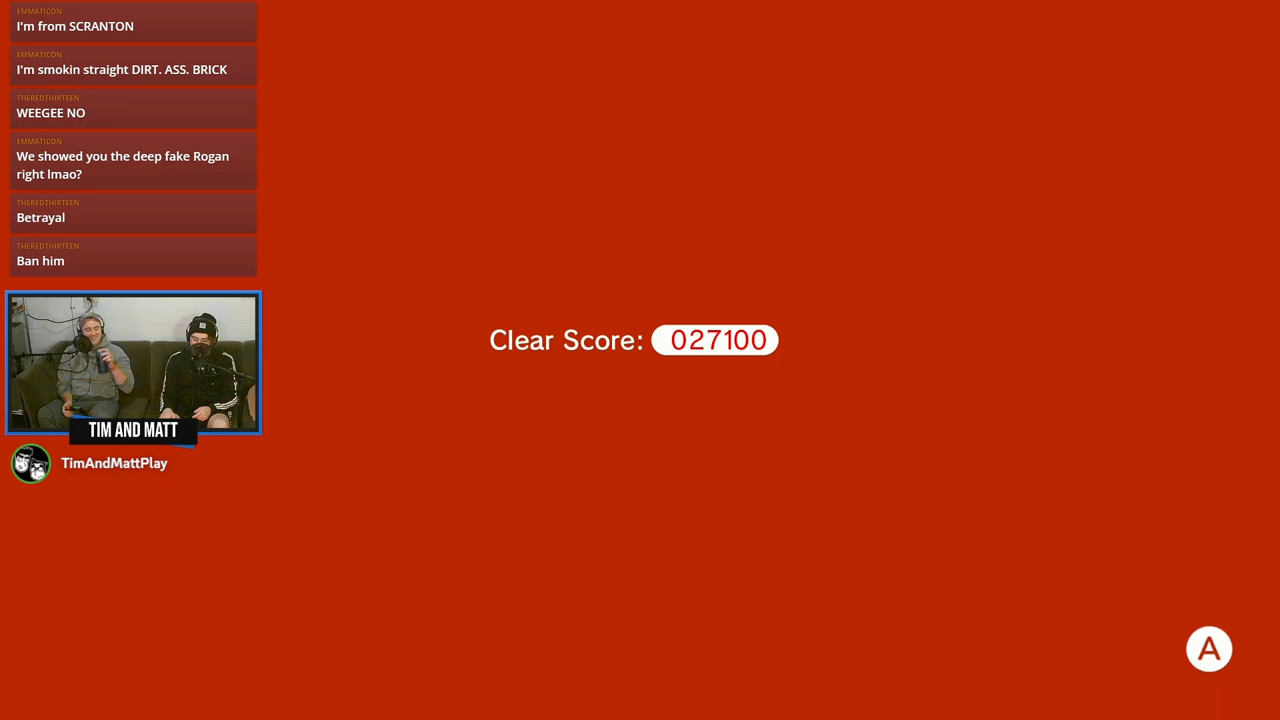 EMMATICON
I'm from SCRANTON
EMMATICON
I'm smokin straight DIRT. ASS. BRICK
THEREDTHIRTEEN
WEEGEE NO
EMMATICON
We showed you the deep fake Rogan
right lmao?
THEREDTHIRTEEN
Betrayal
THEREDTHIRTEEN
Ban him
Clear Score: 027100
TIM AND MATT
TimAndMattPlay
A